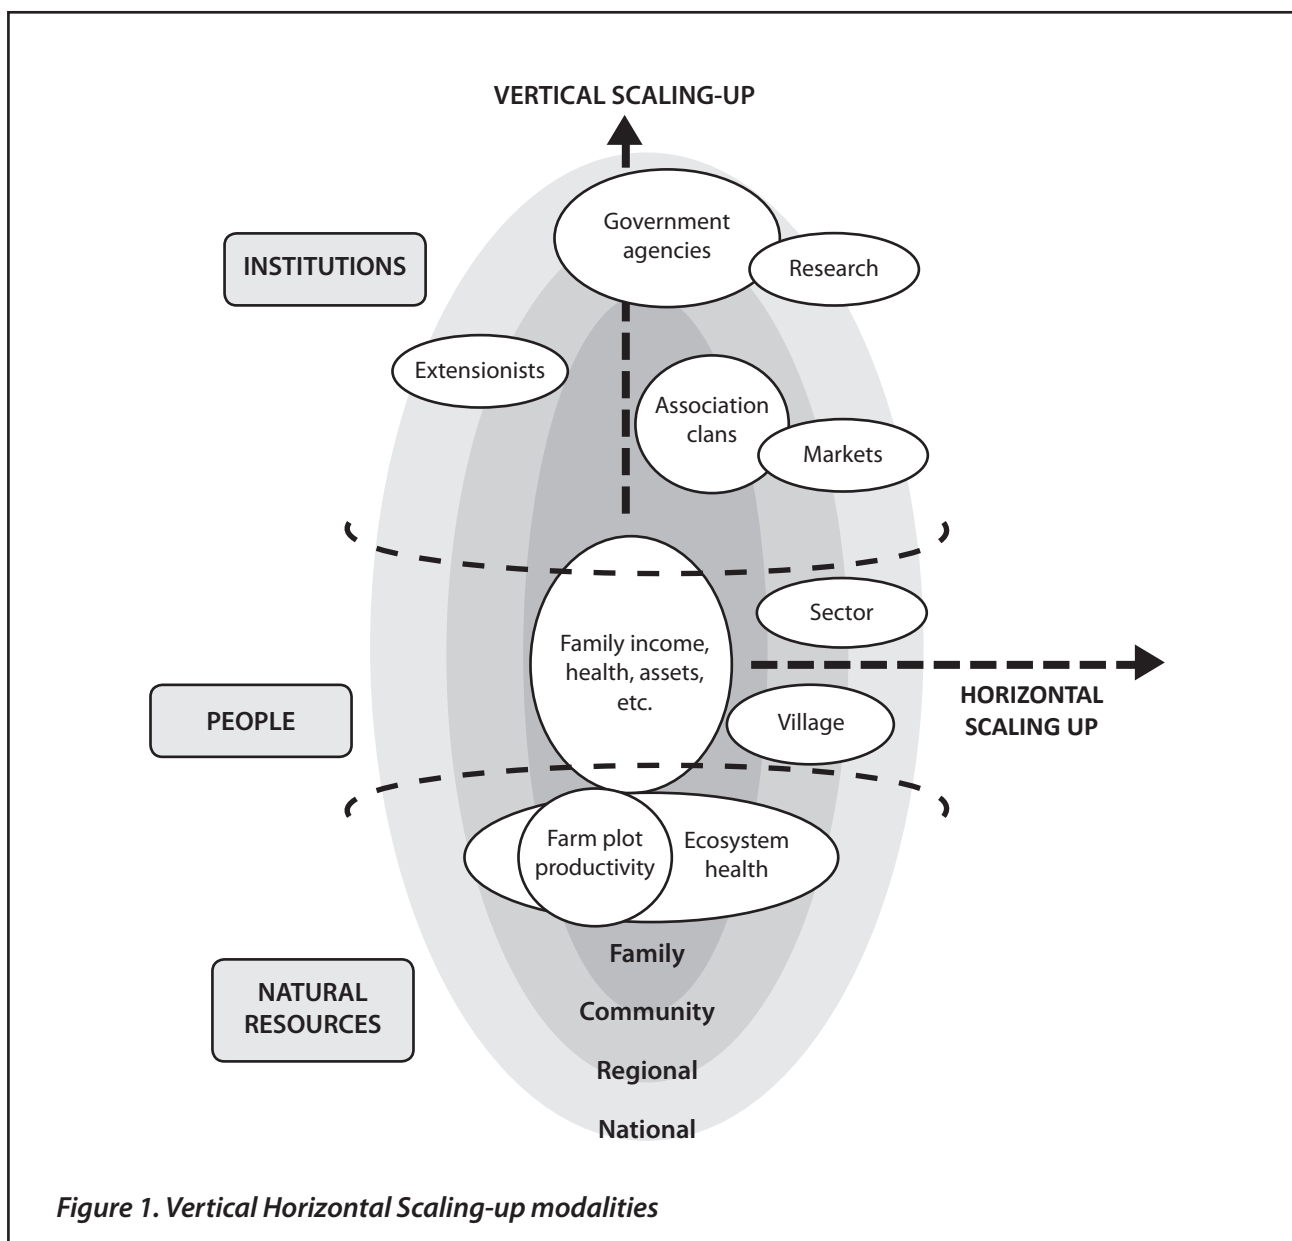 VERTICAL SCALING-UP
Government
agencies
INSTITUTIONS
Research
Extensionists
Association
clans
Markets
Sector
Family income,
health, assets,
etc.
HORIZONTAL
SCALING UP
PEOPLE
Village
Farm plot
productivity
Ecosystem
health
Family
NATURAL
RESOURCES
Community
Regional
National
Figure 1. Vertical Horizontal Scaling-up modalities